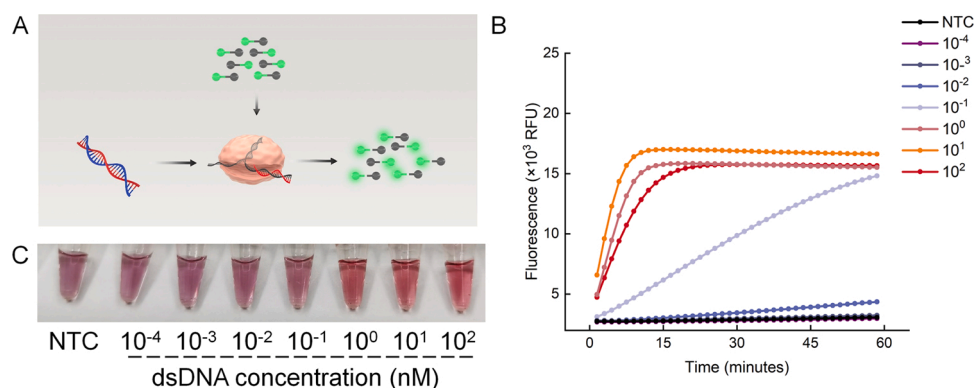 A
B
Fluorescence (×10³ RFU)
25
20
15
10
5
0
15
30
45
60
Time (minutes)
NTC
10⁻⁴
10⁻³
10⁻²
10⁻¹
10⁰
10¹
10²
C
NTC 10⁻⁴ 10⁻³ 10⁻² 10⁻¹ 10⁰ 10¹ 10²
dsDNA concentration (nM)